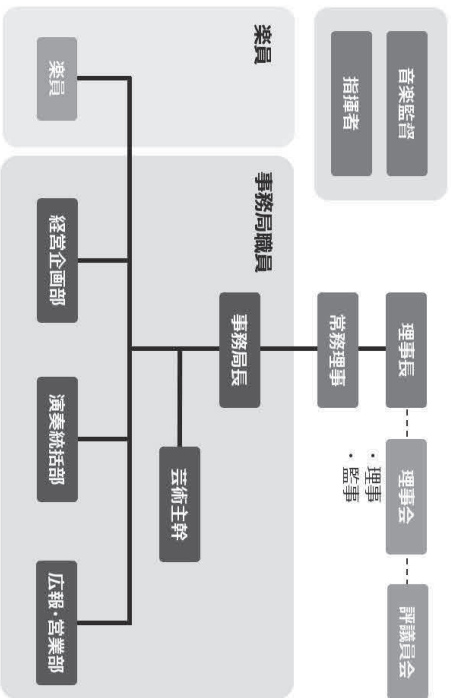 音楽監督
指揮者
理事長
理事会
評議員会
・理事
・監事
常務理事
楽員
事務局職員
事務局長
芸術主幹
楽員
経営企画部
演奏統括部
広報・営業部